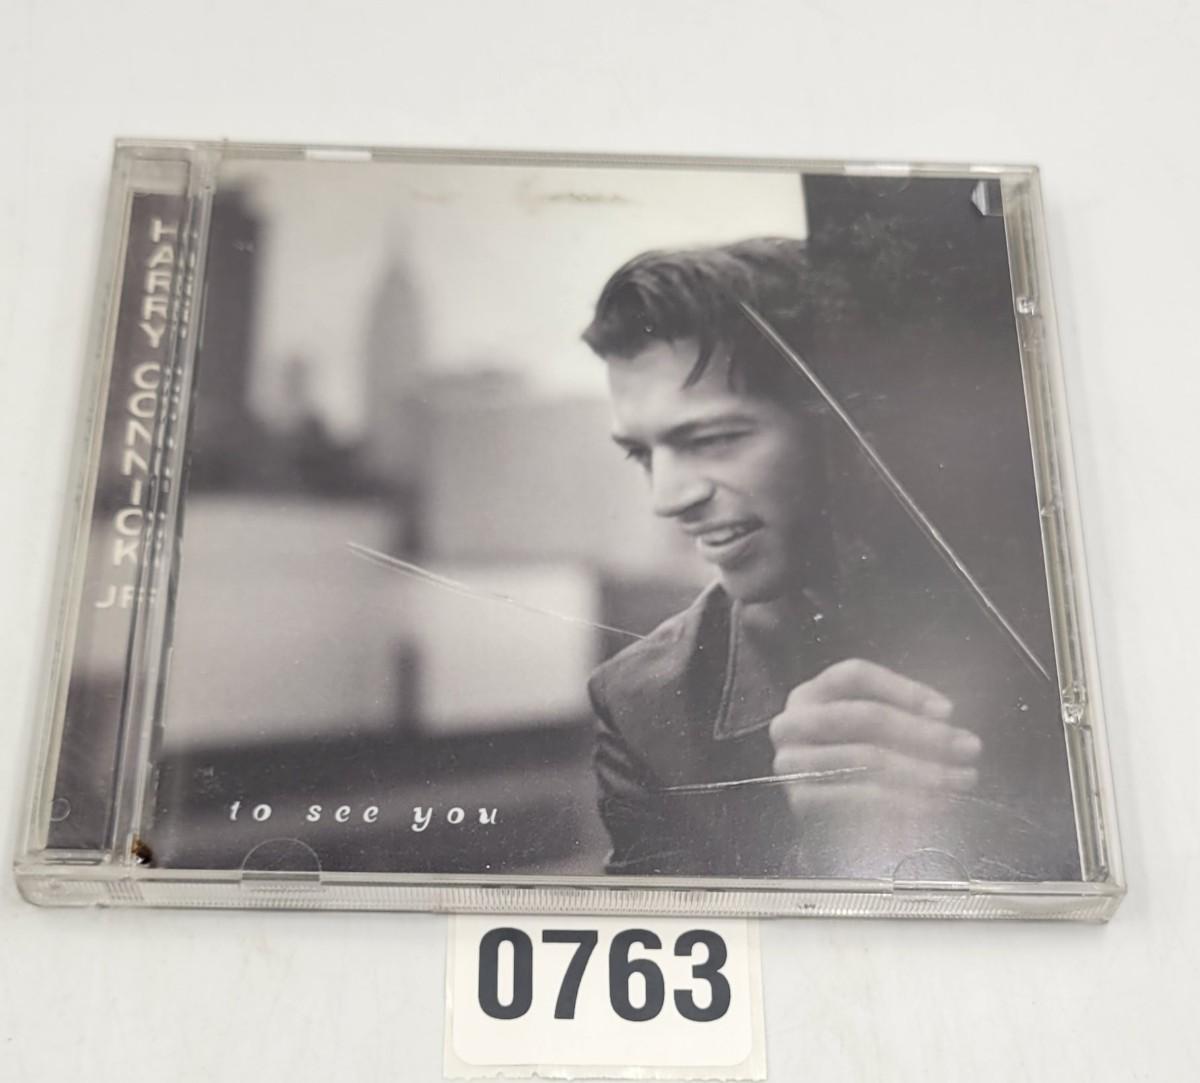 HARRY CONNICK JR
to see you
0763